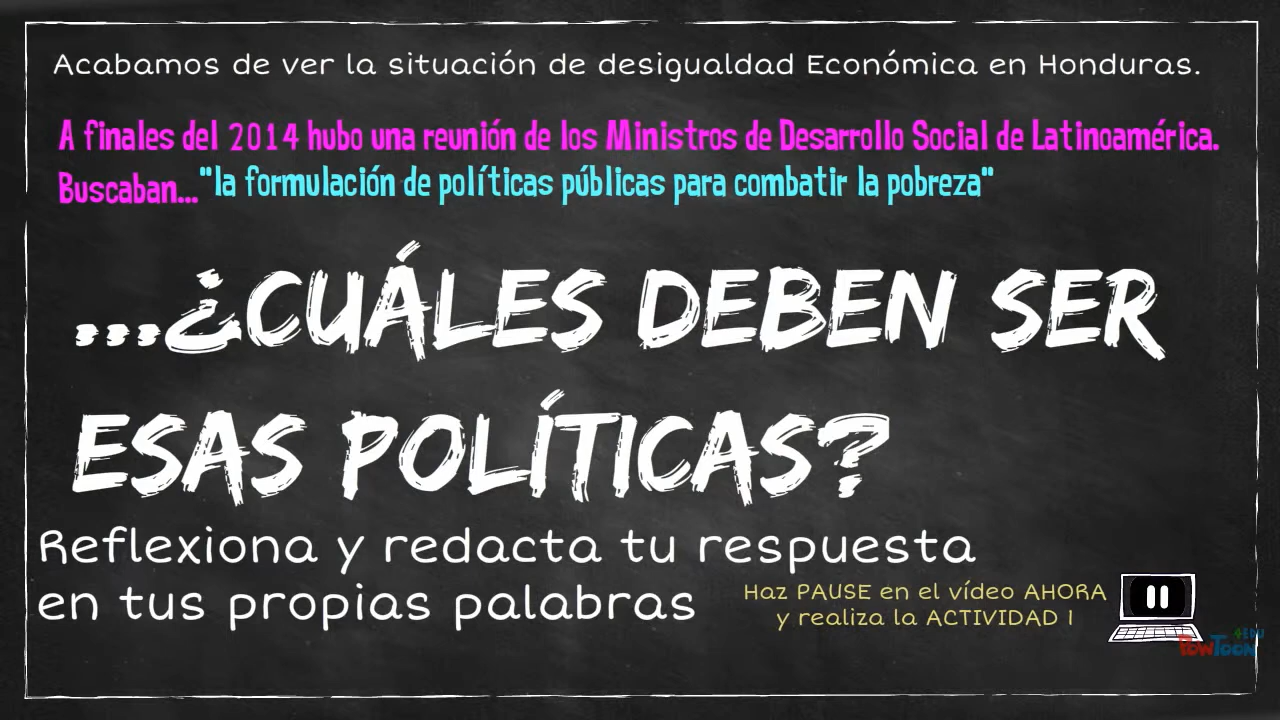 Acabamos de ver la situación de desigualdad Económica en Honduras.
A finales del 2014 hubo una reunión de los Ministros de Desarrollo Social de Latinoamérica.
Buscaban..."la formulación de políticas públicas para combatir la pobreza"
...¿CUÁLES DEBEN SER
ESAS POLÍTICAS?
Reflexiona y redacta tu respuesta
en tus propias palabras
Haz PAUSE en el vídeo AHORA
y realiza la ACTIVIDAD 1
+EDU
PowToon